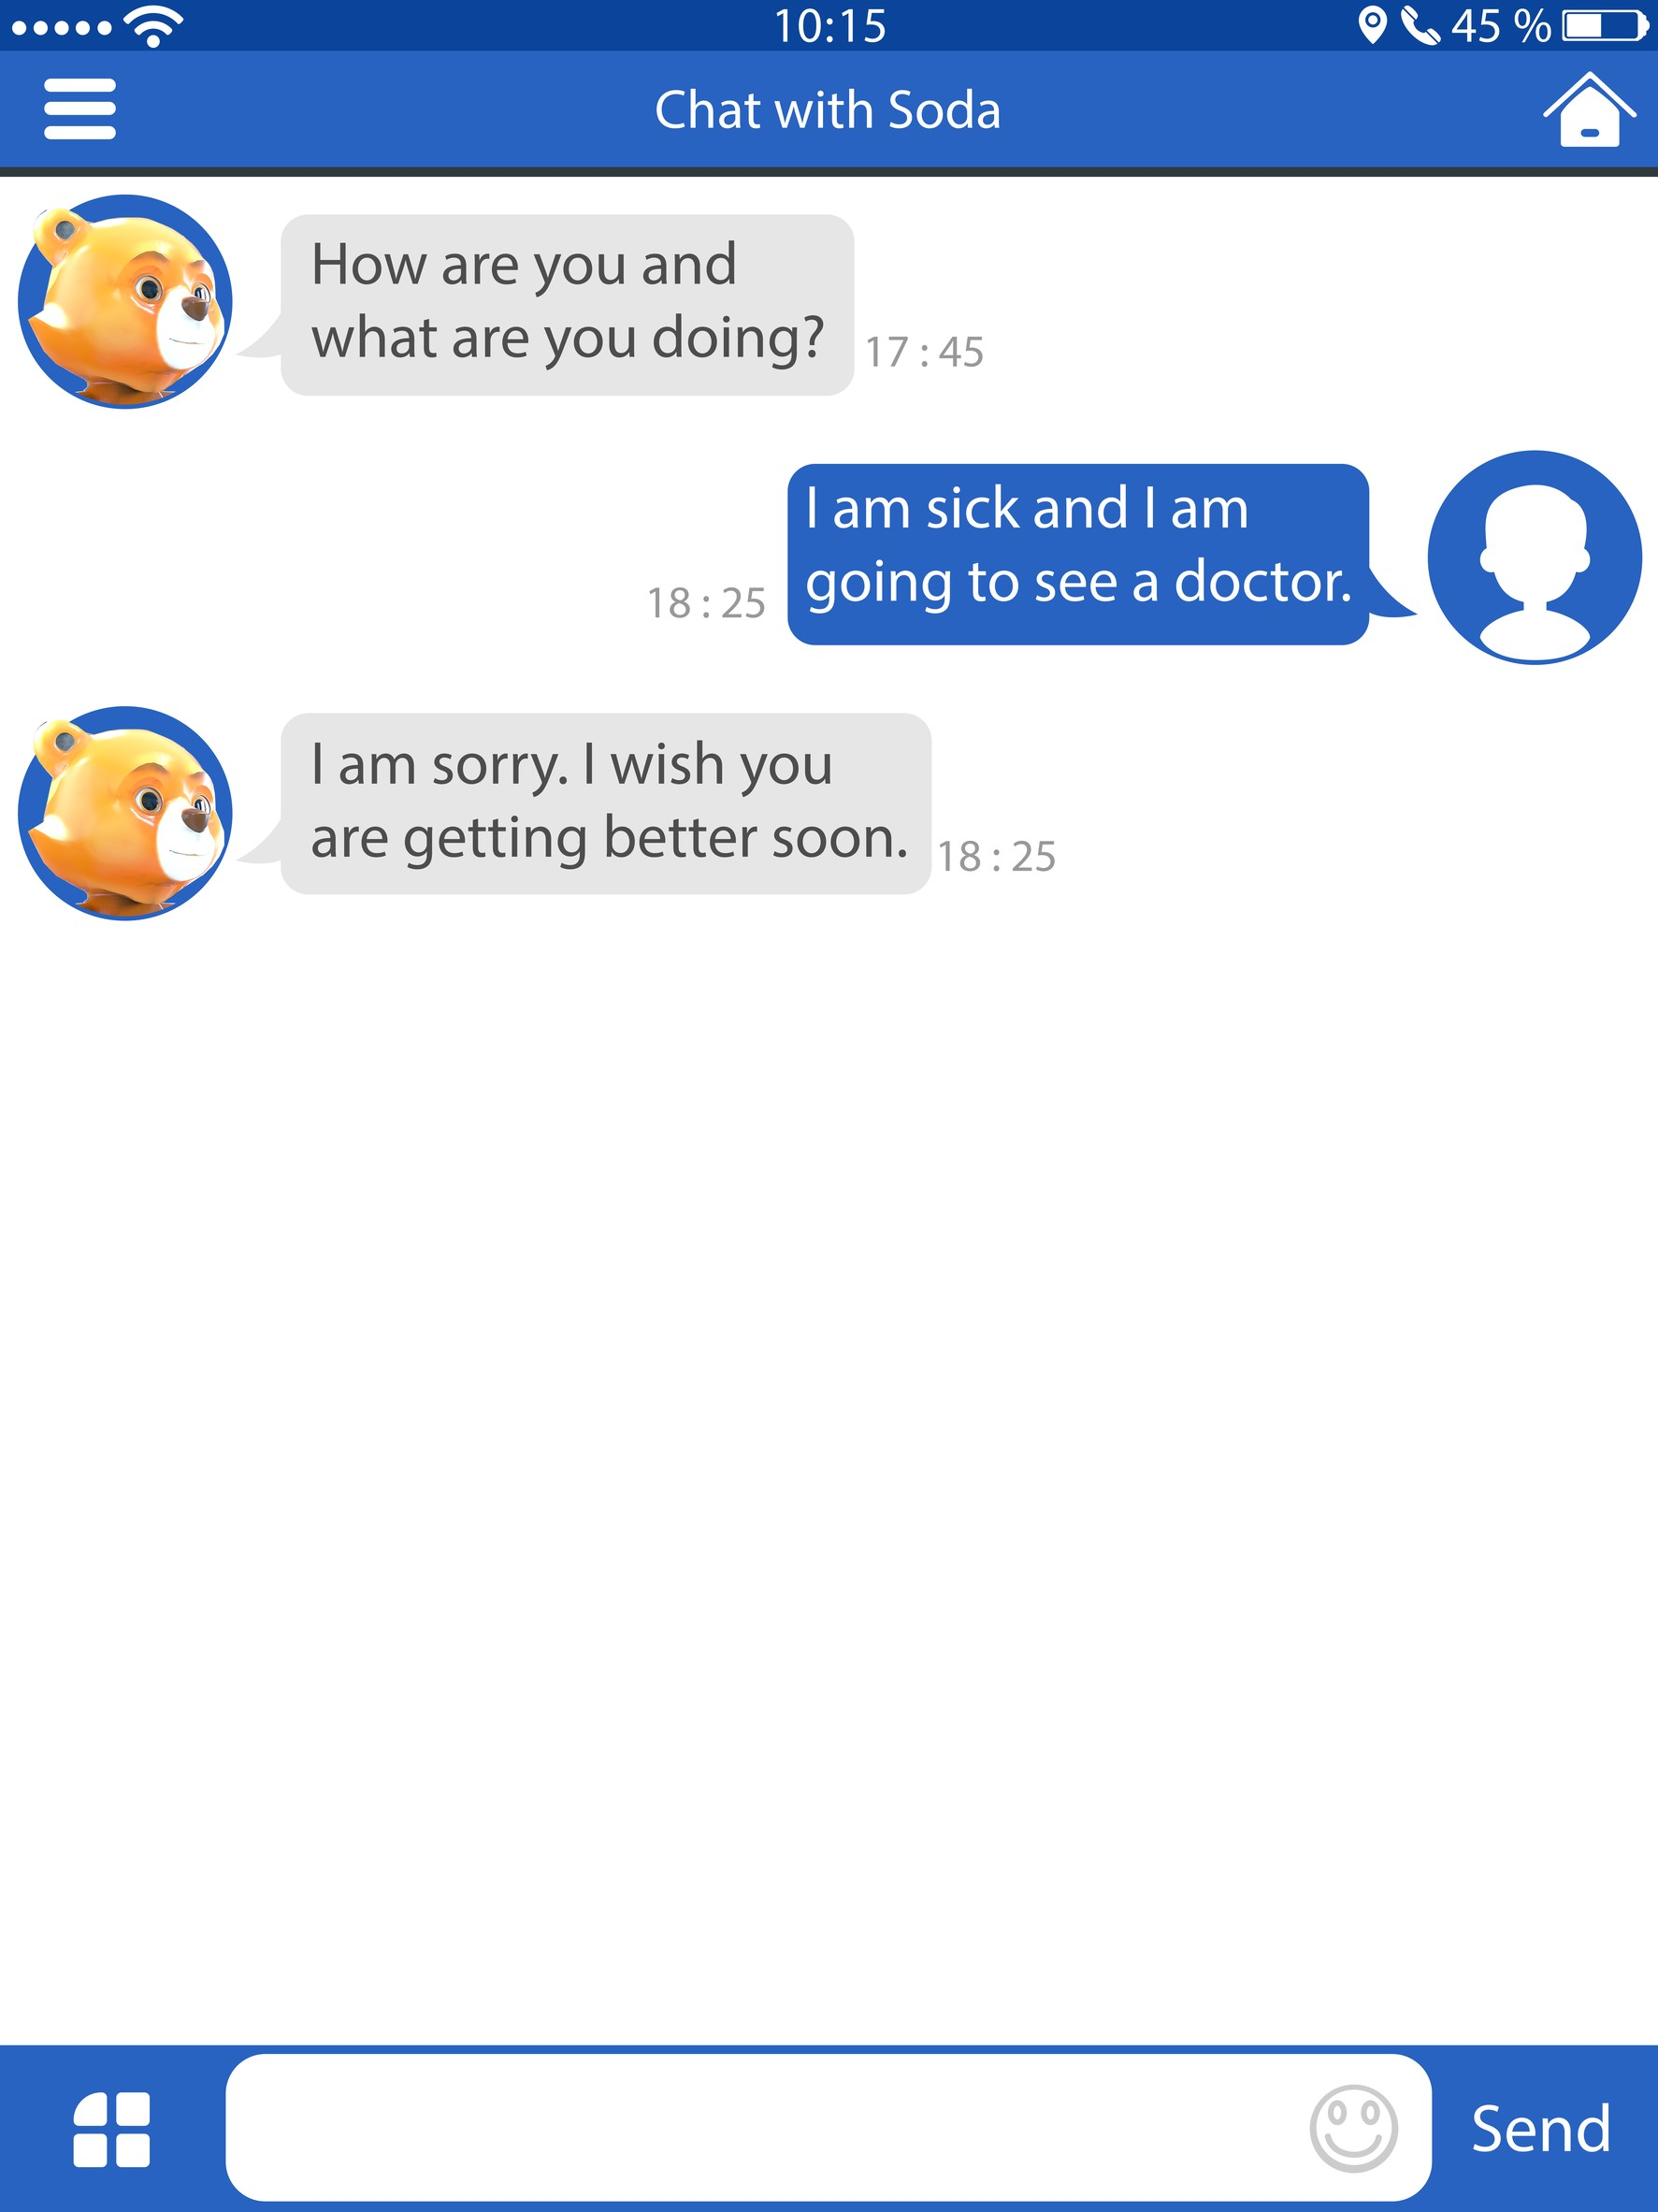 10:15 45 %
Chat with Soda
How are you and
what are you doing?
17 : 45
I am sick and I am
going to see a doctor.
18 : 25
I am sorry. I wish you
are getting better soon.
18 : 25
Send